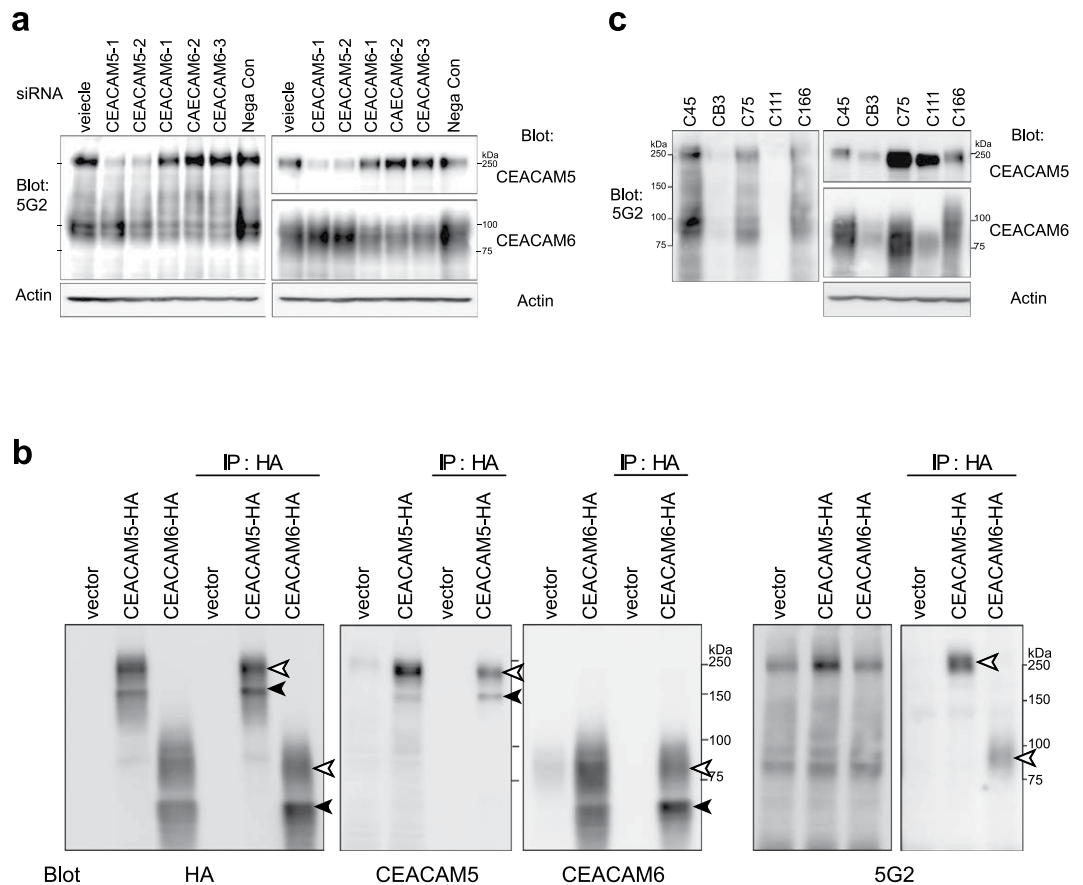 a
siRNA
veiecle
CEACAM5-1
CEACAM5-2
CEACAM6-1
CAECAM6-2
CEACAM6-3
Nega Con
veiecle
CEACAM5-1
CEACAM5-2
CEACAM6-1
CEACAM6-2
CEACAM6-3
Nega Con
Blot:
5G2
Actin
kDa
250
100
75
Blot:
CEACAM5
CEACAM6
Actin
c
C45
CB3
C75
C111
C166
C45
CB3
C75
C111
C166
Blot:
5G2
kDa
250
150
100
75
kDa
250
100
75
Blot:
CEACAM5
CEACAM6
Actin
b
IP : HA
IP : HA
IP : HA
IP : HA
vector
CEACAM5-HA
CEACAM6-HA
vector
CEACAM5-HA
CEACAM6-HA
vector
CEACAM5-HA
vector
CEACAM5-HA
vector
CEACAM6-HA
vector
CEACAM6-HA
vector
CEACAM5-HA
CEACAM6-HA
vector
CEACAM5-HA
CEACAM6-HA
kDa
250
150
100
75
kDa
250
150
100
75
Blot
HA
CEACAM5
CEACAM6
5G2